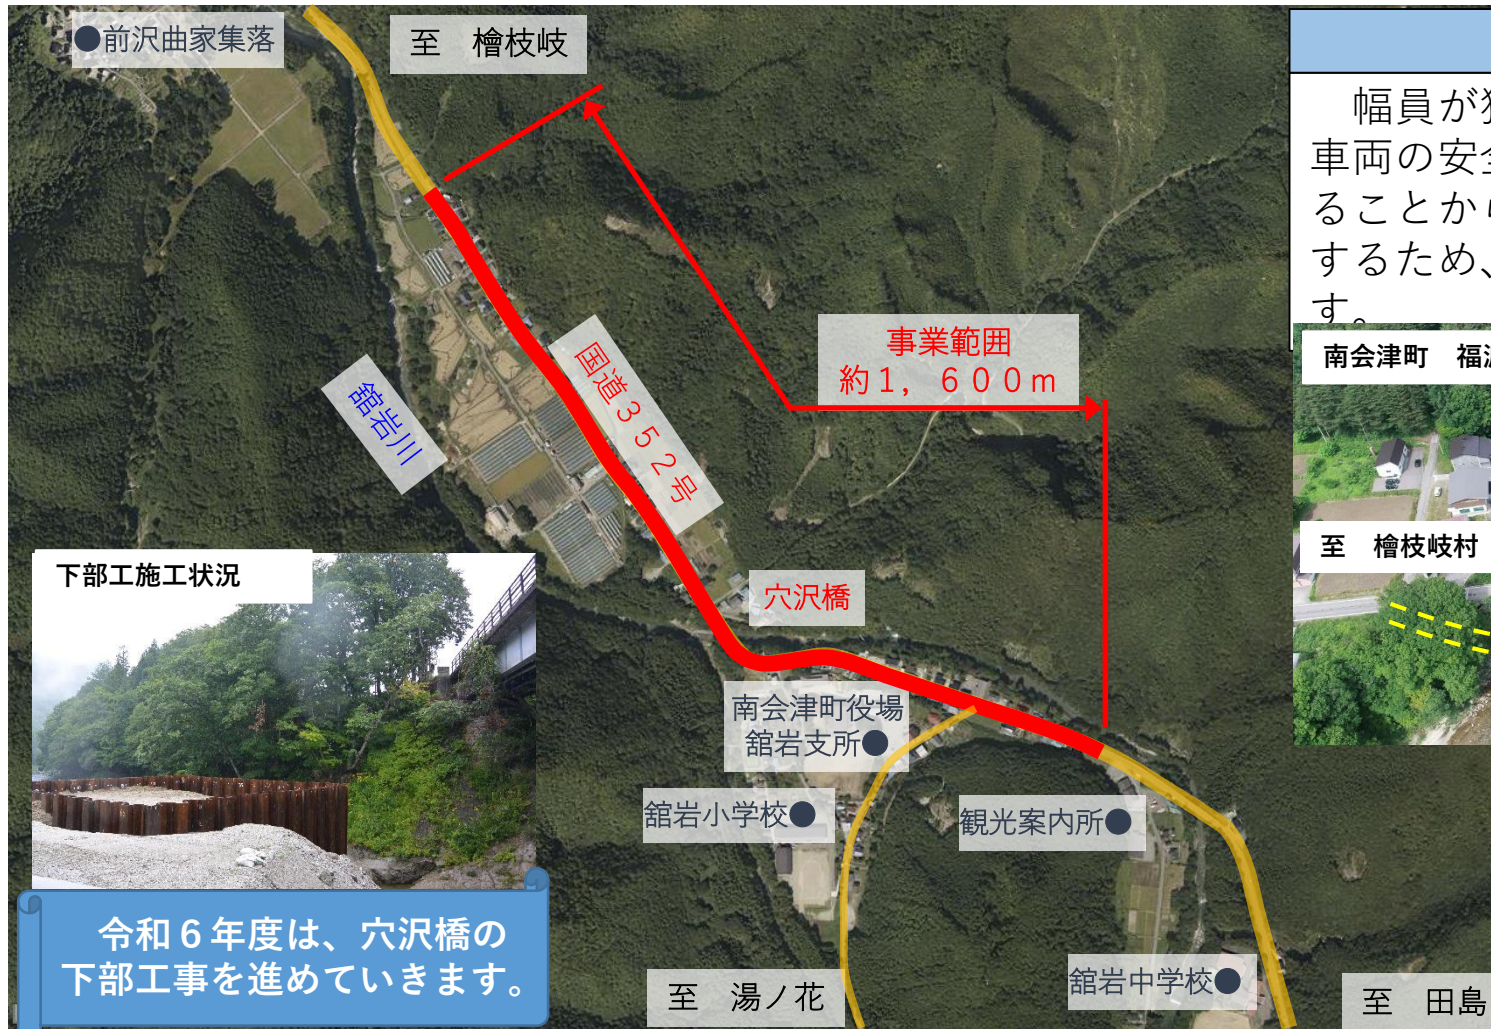 ●前沢曲家集落
至　檜枝岐
幅員が
車両の安全
ることから
するため、
す。
事業範囲
約１，６００ｍ
国道３５２号
舘岩川
南会津町　福
至　檜枝岐村
下部工施工状況
穴沢橋
南会津町役場
舘岩支所●
舘岩小学校●
観光案内所●
令和６年度は、穴沢橋の
下部工事を進めていきます。
至　湯ノ花
舘岩中学校●
至　田島